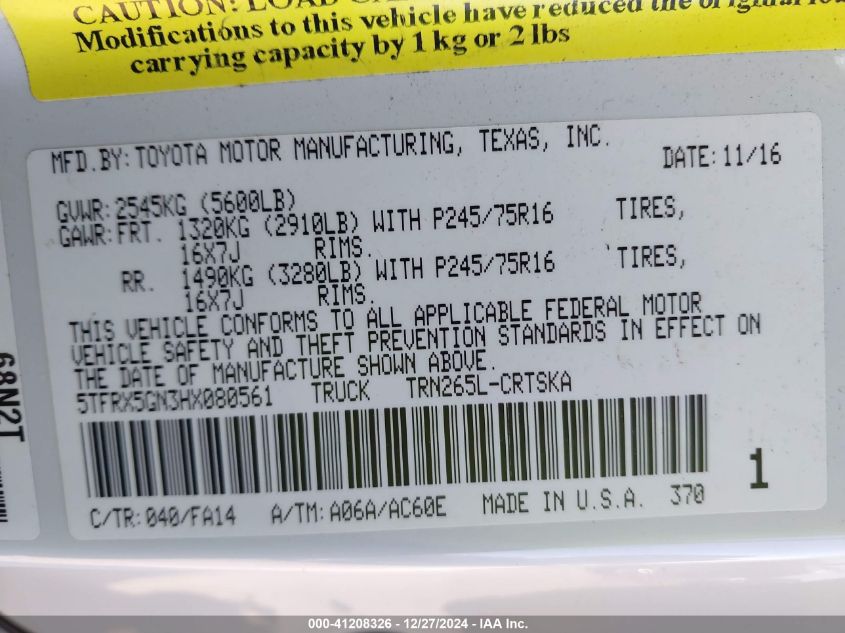 CAUTION: LOAD
Modifications to this vehicle have reduced the original
carrying capacity by 1 kg or 2 lbs
MFD.BY:TOYOTA MOTOR MANUFACTURING, TEXAS, INC. DATE:11/16
GVWR:2545KG (5600LB)
GAWR:FRT. 1320KG (2910LB) WITH P245/75R16 TIRES,
16X7J RIMS.
RR. 1490KG (3280LB) WITH P245/75R16 TIRES,
16X7J RIMS.
THIS VEHICLE CONFORMS TO ALL APPLICABLE FEDERAL MOTOR
VEHICLE SAFETY AND THEFT PREVENTION STANDARDS IN EFFECT ON
THE DATE OF MANUFACTURE SHOWN ABOVE.
5TFRX5GN3HX080561 TRUCK TRN265L-CRTSKA
1
C/TR:040/FA14 A/TM:A06A/AC60E MADE IN U.S.A. 370
68N2T
000-41208326 - 12/27/2024 - IAA Inc.